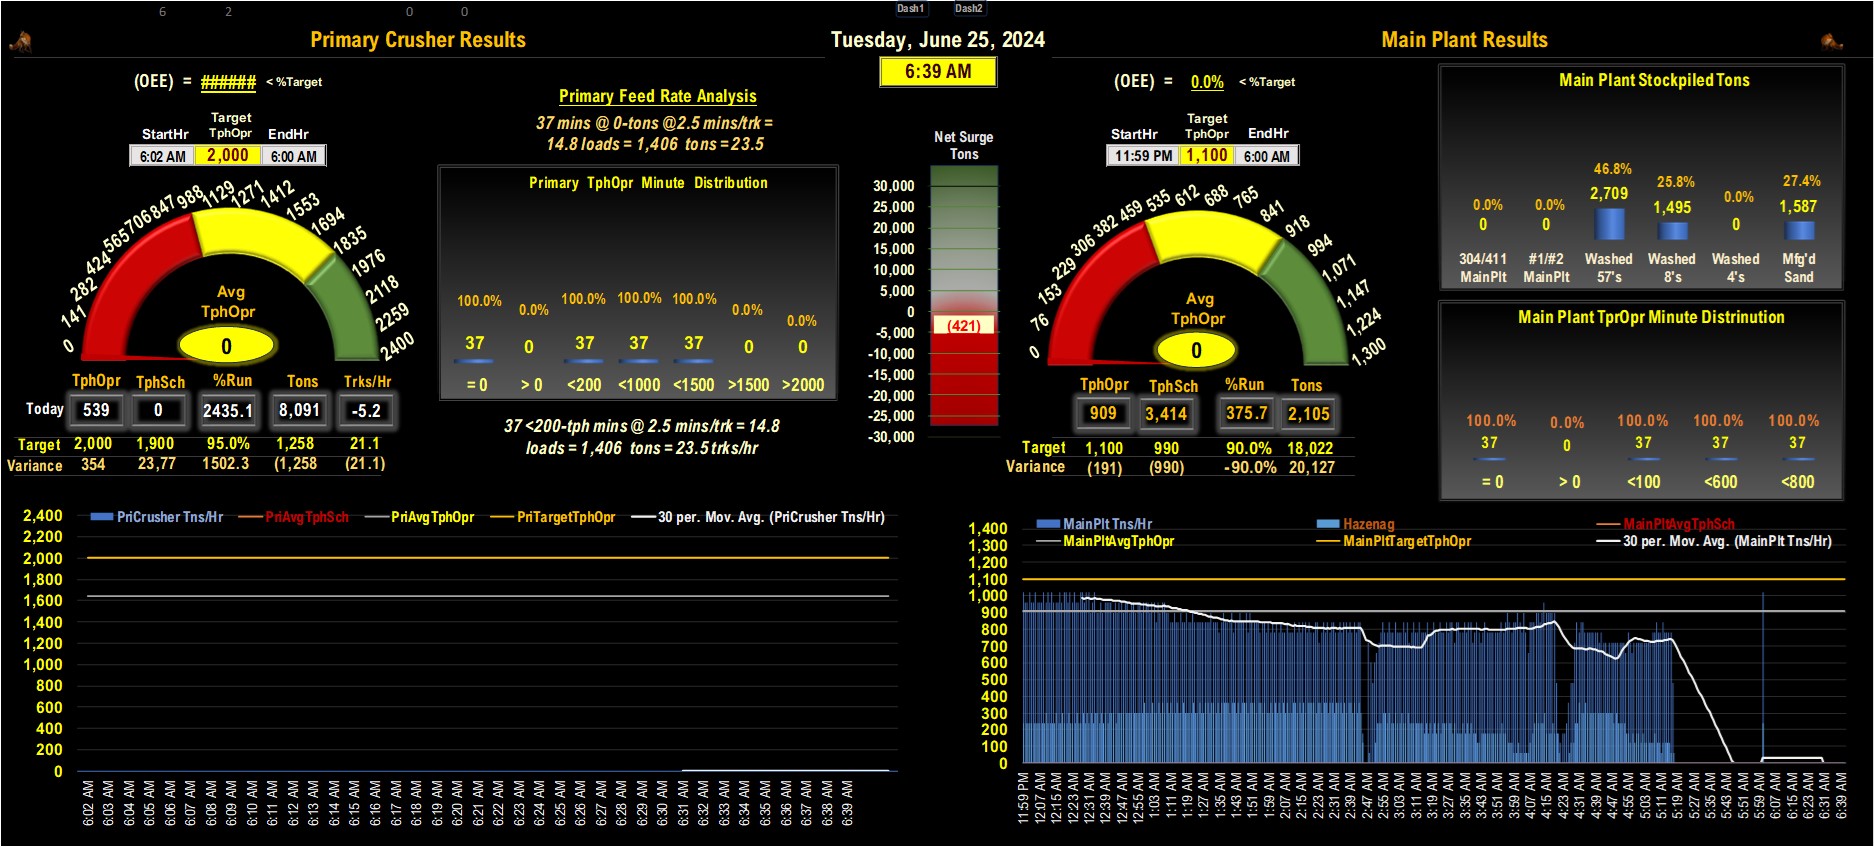 6 2 0 0 Dash1 Dash2
Primary Crusher Results
Tuesday, June 25, 2024
Main Plant Results
6:39 AM
(OEE) = ###### < %Target
Target
StartHr TphOpr EndHr
6:02 AM 2,000 6:00 AM
Primary Feed Rate Analysis
37 mins @ 0-tons @2.5 mins/trk =
14.8 loads = 1,406 tons = 23.5
0 141 282 424 565 706 847 988 1129 1271 1412 1553 1694 1835 1976 2118 2259 2400
Avg
TphOpr
0
Primary TphOpr Minute Distribution
100.0% 0.0% 100.0% 100.0% 100.0% 0.0% 0.0%
37 0 37 37 37 0 0
= 0 > 0 <200 <1000 <1500 >1500 >2000
37 <200-tph mins @ 2.5 mins/trk = 14.8
loads = 1,406 tons = 23.5 trks/hr
TphOpr TphSch %Run Tons Trks/Hr
Today 539 0 2435.1 8,091 -5.2
Target 2,000 1,900 95.0% 1,258 21.1
Variance 354 23,77 1502.3 (1,258 (21.1)
Net Surge
Tons
30,000
25,000
20,000
15,000
10,000
5,000
0
(421)
-5,000
-10,000
-15,000
-20,000
-25,000
-30,000
(OEE) = 0.0% < %Target
Target
StartHr TphOpr EndHr
11:59 PM 1,100 6:00 AM
0 76 153 229 306 382 459 535 612 688 765 841 918 994 1,071 1,147 1,224 1,300
Avg
TphOpr
0
TphOpr TphSch %Run Tons
909 3,414 375.7 2,105
Target 1,100 990 90.0% 18,022
Variance (191) (990) -90.0% 20,127
Main Plant Stockpiled Tons
0.0% 0.0% 46.8% 25.8% 0.0% 27.4%
0 0 2,709 1,495 0 1,587
304/411 #1/#2 Washed Washed Washed Mfg'd
MainPlt MainPlt 57's 8's 4's Sand
Main Plant TprOpr Minute Distrinution
100.0% 0.0% 100.0% 100.0% 100.0%
37 0 37 37 37
= 0 > 0 <100 <600 <800
PriCrusher Tns/Hr PriAvgTphSch PriAvgTphOpr PriTargetTphOpr 30 per. Mov. Avg. (PriCrusher Tns/Hr)
2,400
2,200
2,000
1,800
1,600
1,400
1,200
1,000
800
600
400
200
0
6:02 AM 6:03 AM 6:04 AM 6:05 AM 6:06 AM 6:07 AM 6:08 AM 6:09 AM 6:10 AM 6:11 AM 6:12 AM 6:13 AM 6:14 AM 6:15 AM 6:16 AM 6:17 AM 6:18 AM 6:19 AM 6:20 AM 6:21 AM 6:22 AM 6:23 AM 6:24 AM 6:25 AM 6:26 AM 6:27 AM 6:28 AM 6:29 AM 6:30 AM 6:31 AM 6:32 AM 6:33 AM 6:34 AM 6:35 AM 6:36 AM 6:37 AM 6:38 AM 6:39 AM
MainPlt Tns/Hr Hazenag MainPltAvgTphSch
MainPltAvgTphOpr MainPltTargetTphOpr 30 per. Mov. Avg. (MainPlt Tns/Hr)
1,400
1,300
1,200
1,100
1,000
900
800
700
600
500
400
300
200
100
0
11:59 PM 12:07 AM 12:15 AM 12:23 AM 12:31 AM 12:39 AM 12:47 AM 12:55 AM 1:03 AM 1:11 AM 1:19 AM 1:27 AM 1:35 AM 1:43 AM 1:51 AM 1:59 AM 2:07 AM 2:15 AM 2:23 AM 2:31 AM 2:39 AM 2:47 AM 2:55 AM 3:03 AM 3:11 AM 3:19 AM 3:27 AM 3:35 AM 3:43 AM 3:51 AM 3:59 AM 4:07 AM 4:15 AM 4:23 AM 4:31 AM 4:39 AM 4:47 AM 4:55 AM 5:03 AM 5:11 AM 5:19 AM 5:27 AM 5:35 AM 5:43 AM 5:51 AM 5:59 AM 6:07 AM 6:15 AM 6:23 AM 6:31 AM 6:39 AM